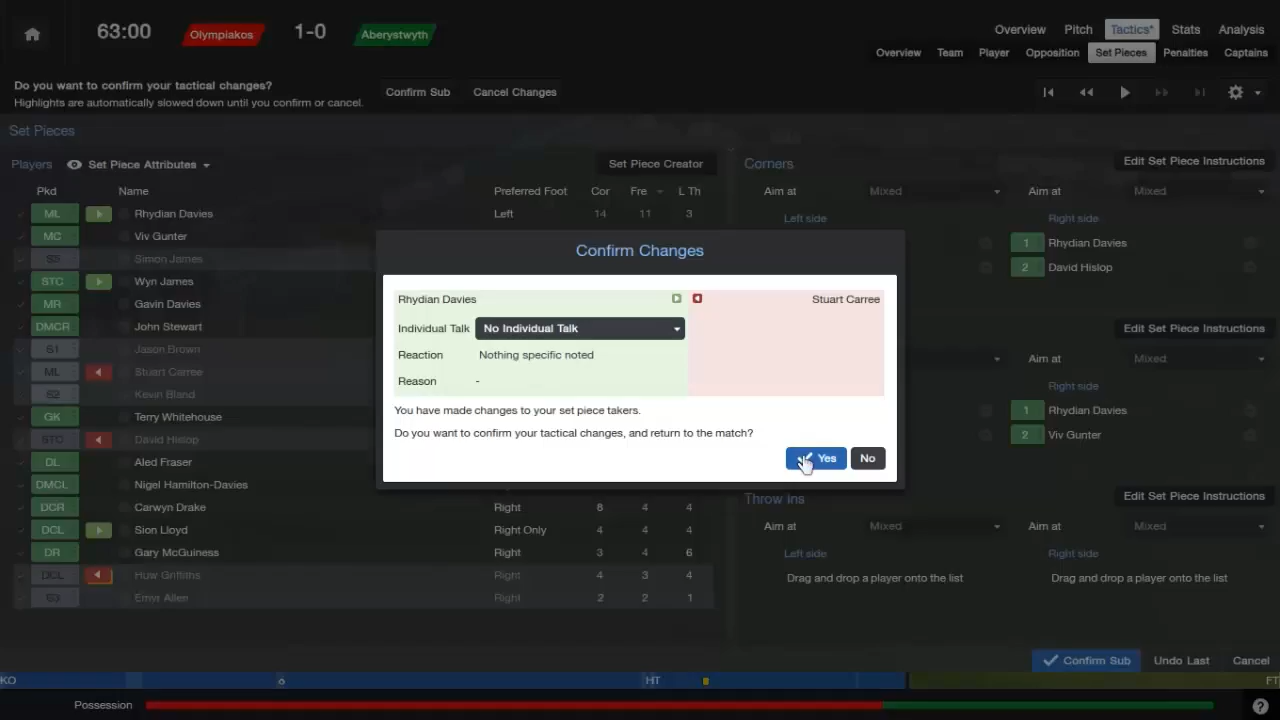 63:00
Olympiakos
1-0
Aberystwyth
Overview Pitch Tactics* Stats Analysis
Overview Team Player Opposition Set Pieces Penalties Captains
Do you want to confirm your tactical changes?
Highlights are automatically slowed down until you confirm or cancel.
Confirm Sub Cancel Changes
Set Pieces
Players Set Piece Attributes
Set Piece Creator
Pkd Name Preferred Foot Cor Fre L Th
ML Rhydian Davies Left 14 11 3
MC Viv Gunter
S5 Simon James
STC Wyn James
MR Gavin Davies
DMCR John Stewart
S1 Jason Brown
ML Stuart Carree
S2 Kevin Bland
GK Terry Whitehouse
STC David Hislop
DL Aled Fraser
DMCL Nigel Hamilton-Davies
DCR Carwyn Drake Right 8 4 4
DCL Sion Lloyd Right Only 4 4 4
DR Gary McGuiness Right 3 4 6
DCL Huw Griffiths Right 4 3 4
S3 Emyr Allen Right 2 2 1
Confirm Changes
Rhydian Davies
Stuart Carree
Individual Talk No Individual Talk
Reaction Nothing specific noted
Reason -
You have made changes to your set piece takers.
Do you want to confirm your tactical changes, and return to the match?
Yes No
Corners
Edit Set Piece Instructions
Aim at Mixed Aim at Mixed
Left side Right side
1 Rhydian Davies
2 David Hislop
Edit Set Piece Instructions
Aim at Mixed
Right side
1 Rhydian Davies
2 Viv Gunter
Throw Ins
Edit Set Piece Instructions
Aim at Mixed Aim at Mixed
Left side Right side
Drag and drop a player onto the list Drag and drop a player onto the list
Confirm Sub Undo Last Cancel
KO HT FT
Possession
?